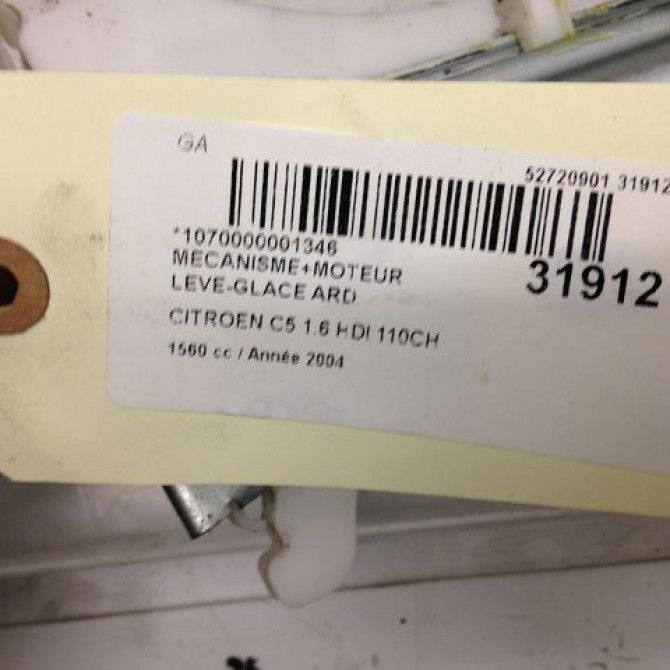 GA
52720901 31912
*1070000001346
31912
MECANISME+MOTEUR
LEVE-GLACE ARD
CITROEN C5 1.6 HDI 110CH
1560 cc / Année 2004